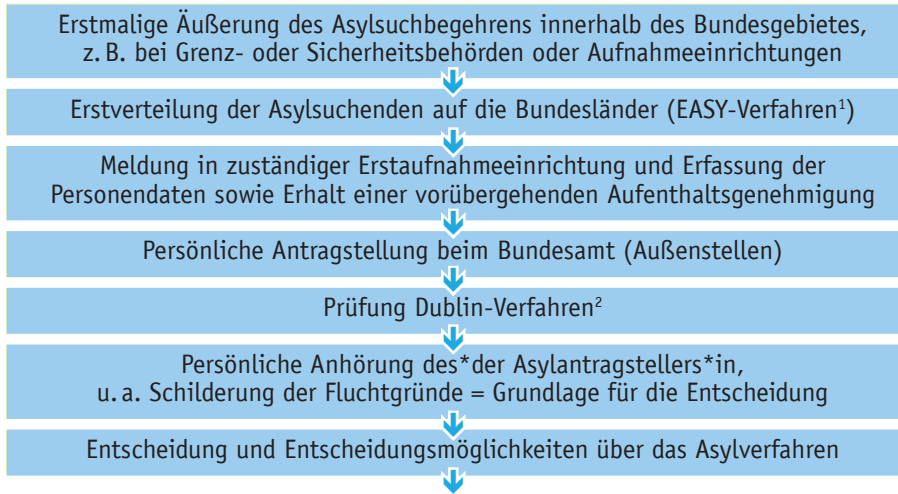 Erstmalige Äußerung des Asylsuchbegehrens innerhalb des Bundesgebietes,
z. B. bei Grenz- oder Sicherheitsbehörden oder Aufnahmeeinrichtungen
Erstverteilung der Asylsuchenden auf die Bundesländer (EASY-Verfahren¹)
Meldung in zuständiger Erstaufnahmeeinrichtung und Erfassung der
Personendaten sowie Erhalt einer vorübergehenden Aufenthaltsgenehmigung
Persönliche Antragstellung beim Bundesamt (Außenstellen)
Prüfung Dublin-Verfahren²
Persönliche Anhörung des*der Asylantragstellers*in,
u. a. Schilderung der Fluchtgründe = Grundlage für die Entscheidung
Entscheidung und Entscheidungsmöglichkeiten über das Asylverfahren